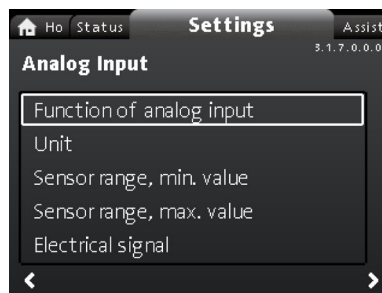 Ho Status Settings Assist
3.1.7.0.0.0
Analog Input
Function of analog input
Unit
Sensor range, min. value
Sensor range, max. value
Electrical signal